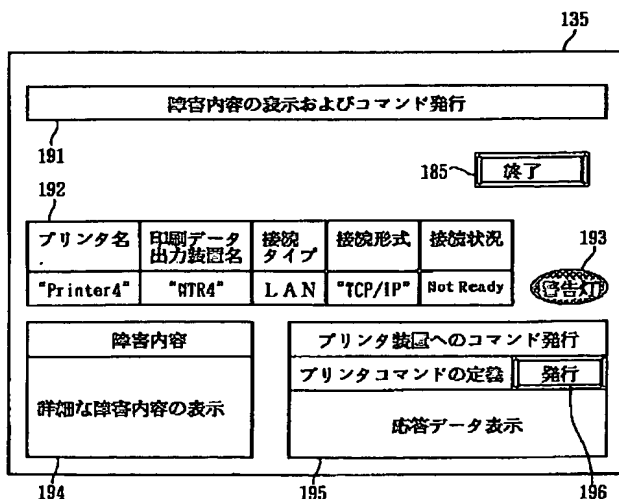 135
障害内容の表示およびコマンド発行
191
185
終了
192
193
プリンタ名 印刷データ出力装置名 接続タイプ 接続形式 接続状況
"Printer4" "WTR4" LAN "TCP/IP" Not Ready
警告灯
障害内容
プリンタ装置へのコマンド発行
プリンタコマンドの定義
発行
詳細な障害内容の表示
応答データ表示
194
195
196